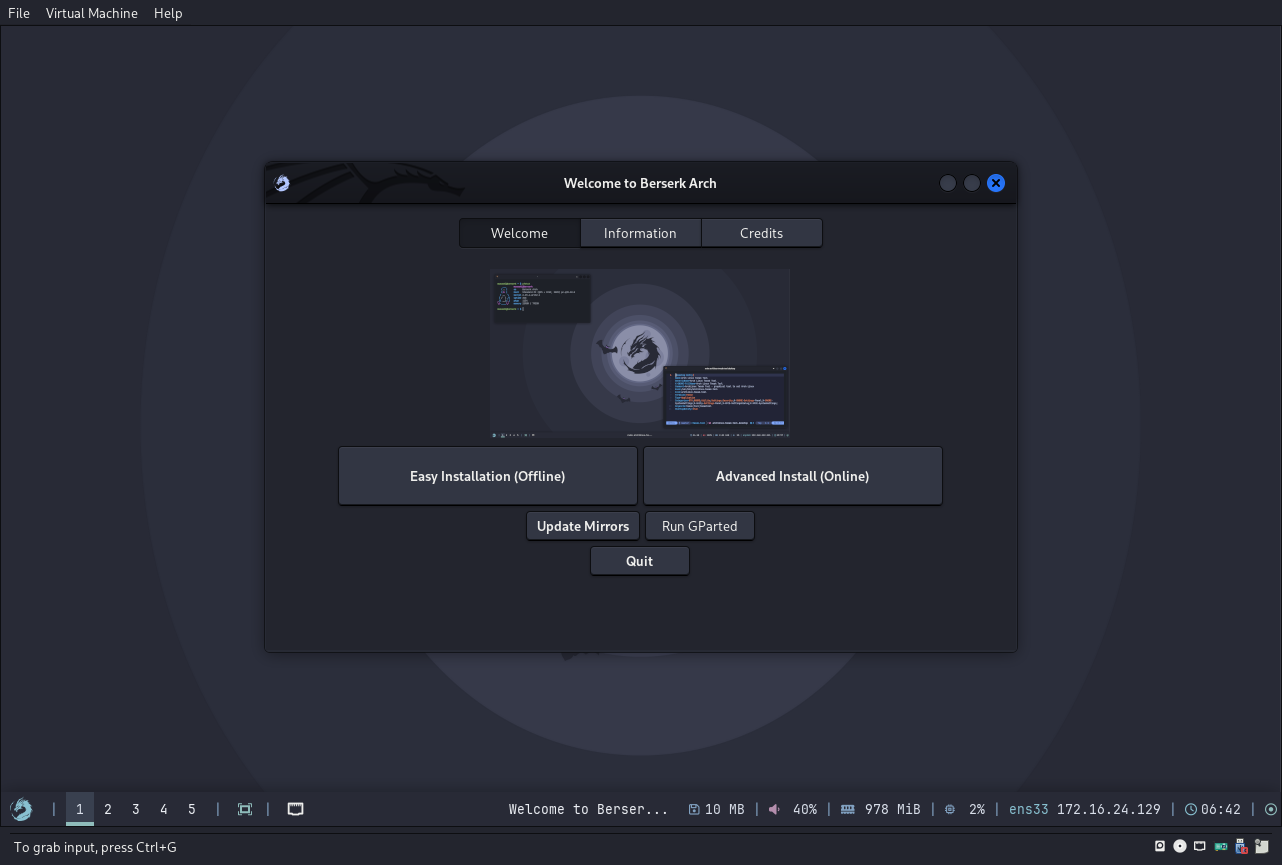 File Virtual Machine Help
Welcome to Berserk Arch
Welcome Information Credits
Easy Installation (Offline) Advanced Install (Online)
Update Mirrors Run GParted
Quit
| 1 2 3 4 5 | | Welcome to Berser... 10 MB | 40% | 978 MiB | 2% | ens33 172.16.24.129 | 06:42 |
To grab input, press Ctrl+G